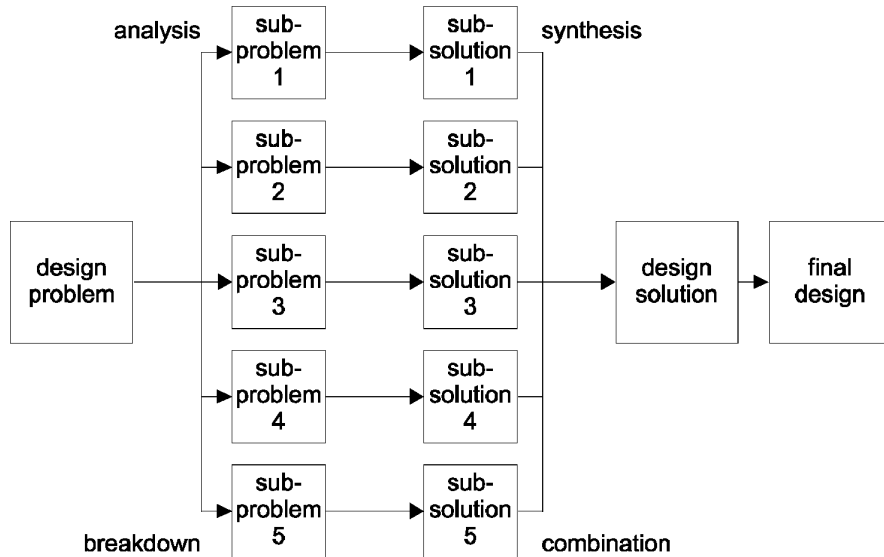 analysis
sub-
problem
1
sub-
solution
1
synthesis
sub-
problem
2
sub-
solution
2
design
problem
sub-
problem
3
sub-
solution
3
design
solution
final
design
sub-
problem
4
sub-
solution
4
breakdown
sub-
problem
5
sub-
solution
5
combination